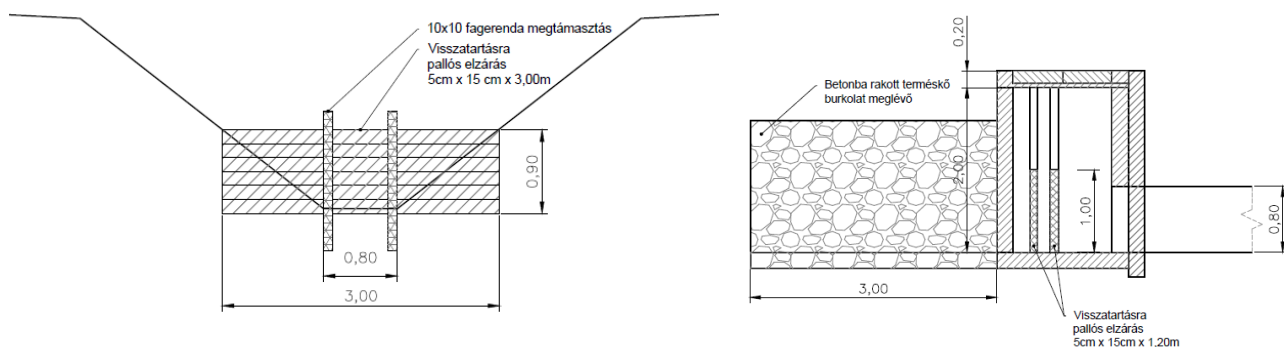 10x10 fagerenda megtámasztás
Visszatartásra
pallós elzárás
5cm x 15 cm x 3,00m
0,90
0,80
3,00
0,20
Betonba rakott terméskő
burkolat meglévő
2,00
1,00
0,80
3,00
Visszatartásra
pallós elzárás
5cm x 15cm x 1.20m